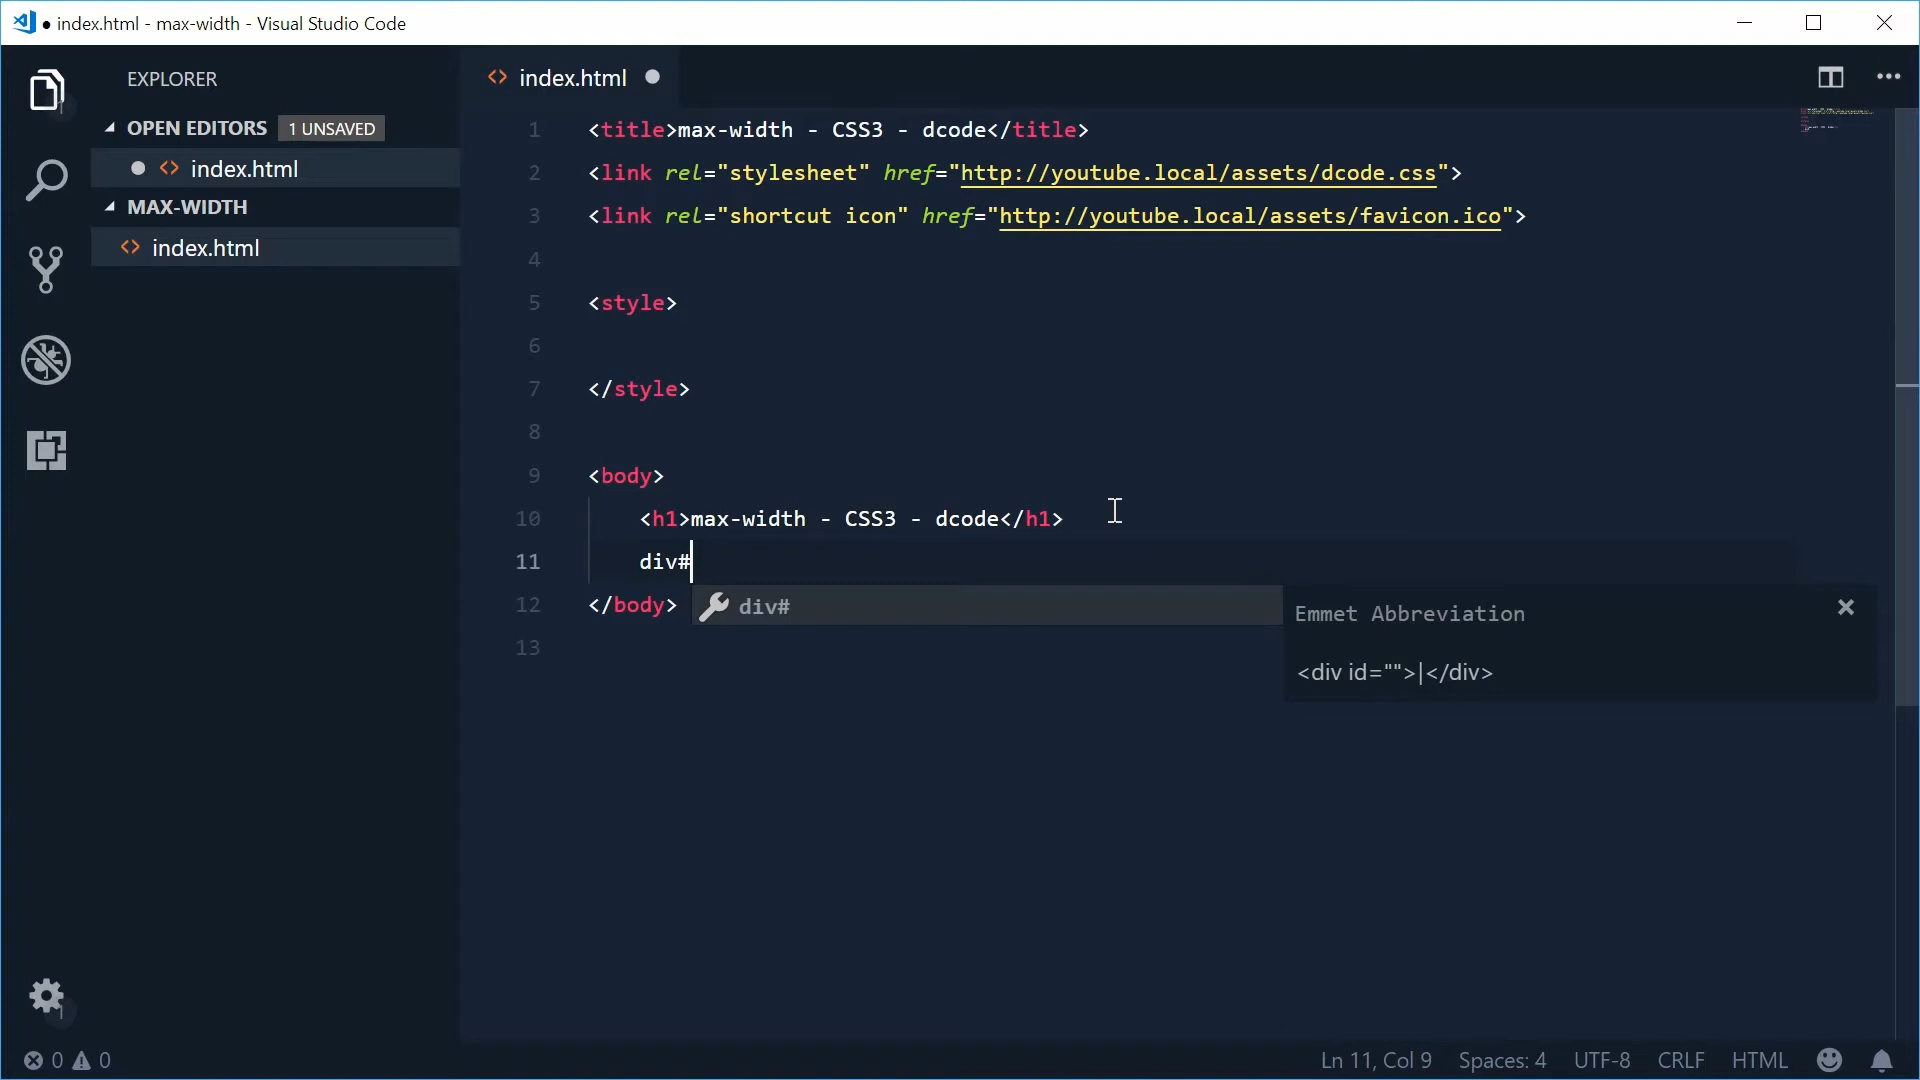 ● index.html - max-width - Visual Studio Code
EXPLORER
OPEN EDITORS 1 UNSAVED
index.html
MAX-WIDTH
index.html
<> index.html
1 <title>max-width - CSS3 - dcode</title>
2 <link rel="stylesheet" href="http://youtube.local/assets/dcode.css">
3 <link rel="shortcut icon" href="http://youtube.local/assets/favicon.ico">
4
5 <style>
6
7 </style>
8
9 <body>
10 <h1>max-width - CSS3 - dcode</h1>
11 div#
12 </body>
13
div#
Emmet Abbreviation
<div id="">|</div>
0 0
Ln 11, Col 9 Spaces: 4 UTF-8 CRLF HTML